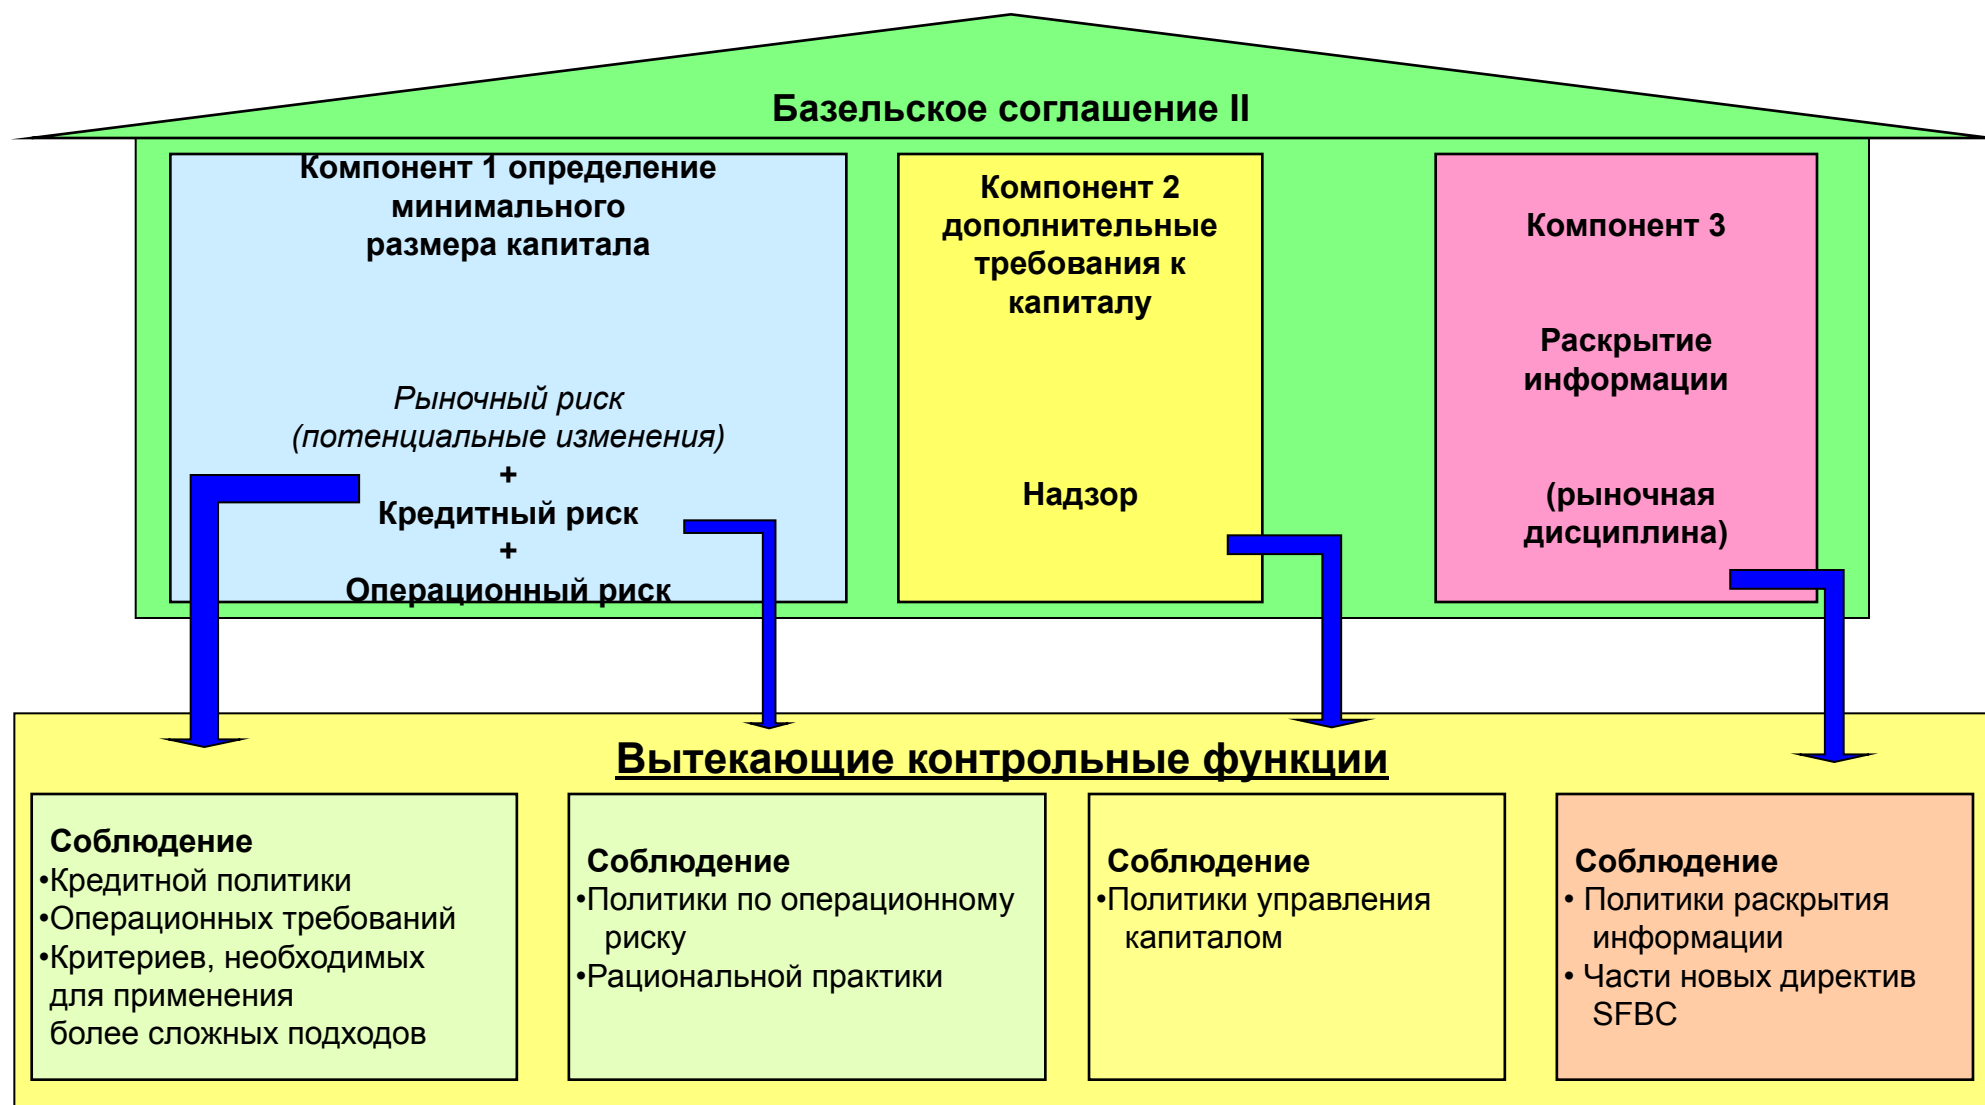 Базельское соглашение II
Компонент 1 определение
минимального
размера капитала
Рыночный риск
(потенциальные изменения)
+
Кредитный риск
+
Операционный риск
Компонент 2
дополнительные
требования к
капиталу
Надзор
Компонент 3
Раскрытие
информации
(рыночная
дисциплина)
Вытекающие контрольные функции
Соблюдение
•Кредитной политики
•Операционных требований
•Критериев, необходимых
для применения
более сложных подходов
Соблюдение
•Политики по операционному
риску
•Рациональной практики
Соблюдение
•Политики управления
капиталом
Соблюдение
• Политики раскрытия
информации
• Части новых директив
SFBC